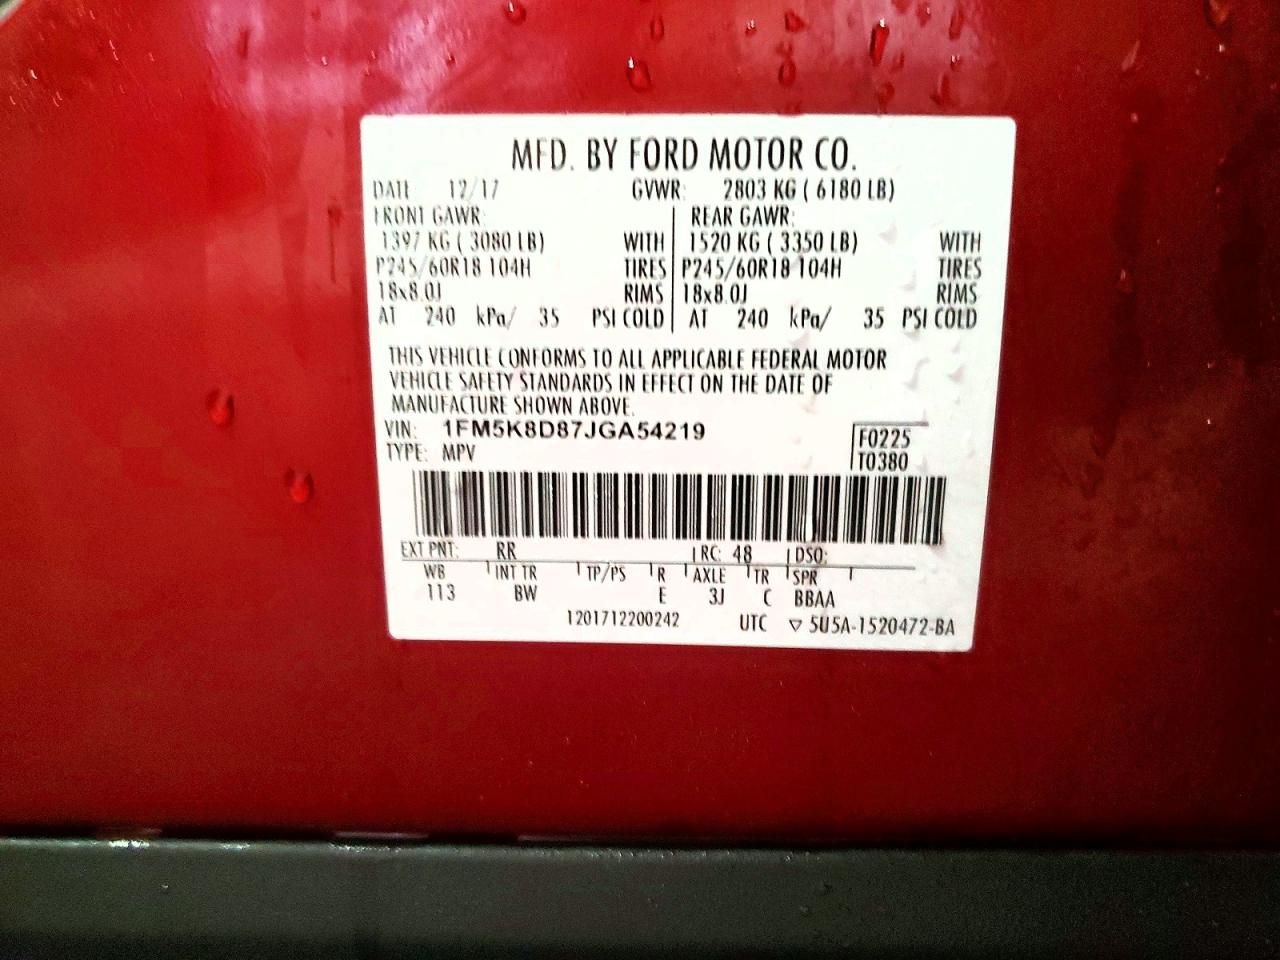 MFD. BY FORD MOTOR CO.
DATE 12/17 GVWR: 2803 KG ( 6180 LB)
FRONT GAWR: REAR GAWR:
1397 KG ( 3080 LB) WITH 1520 KG ( 3350 LB) WITH
P245/60R18 104H TIRES P245/60R18 104H TIRES
18x8.0J RIMS 18x8.0J RIMS
AT 240 kPa/ 35 PSI COLD AT 240 kPa/ 35 PSI COLD
THIS VEHICLE CONFORMS TO ALL APPLICABLE FEDERAL MOTOR
VEHICLE SAFETY STANDARDS IN EFFECT ON THE DATE OF
MANUFACTURE SHOWN ABOVE.
VIN: 1FM5K8D87JGA54219 F0225
TYPE: MPV T0380
EXT PNT: RR RC: 48 DSO:
WB INT TR TP/PS R AXLE TR SPR
113 BW E 3J C BBAA
1201712200242 UTC ▽ 5U5A-1520472-BA